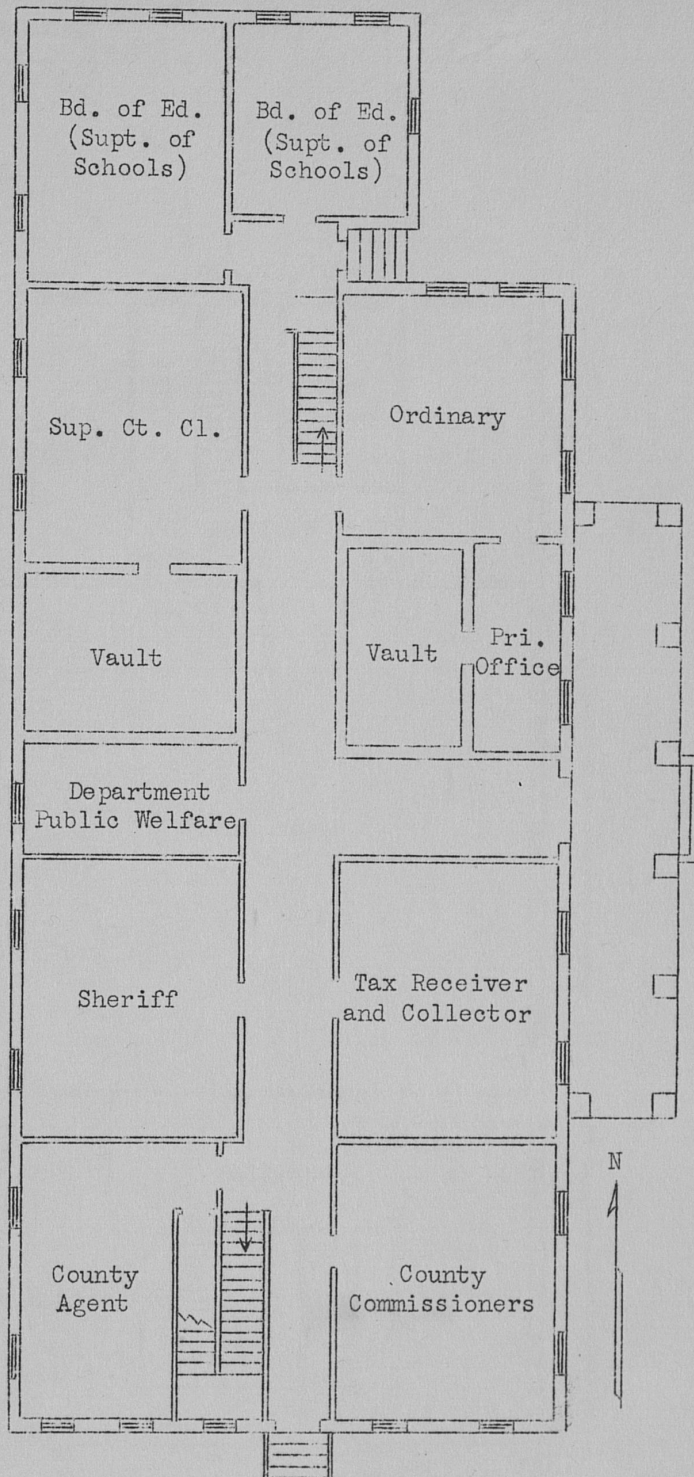 Bd. of Ed.
(Supt. of
Schools)
Bd. of Ed.
(Supt. of
Schools)
Sup. Ct. Cl.
Ordinary
Vault
Vault
Pri.
Office
Department
Public Welfare
Sheriff
Tax Receiver
and Collector
N
County
Agent
County
Commissioners